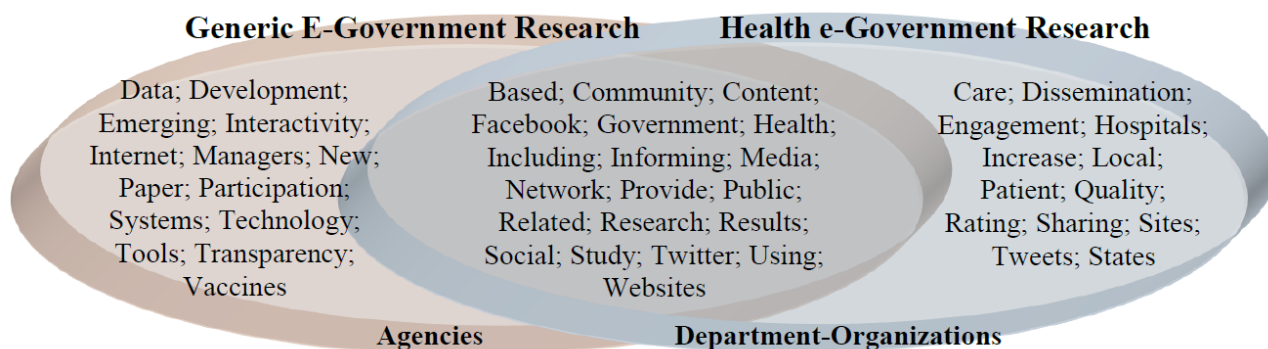 Generic E-Government Research
Health e-Government Research
Data; Development;
Emerging; Interactivity;
Internet; Managers; New;
Paper; Participation;
Systems; Technology;
Tools; Transparency;
Vaccines
Based; Community; Content;
Facebook; Government; Health;
Including; Informing; Media;
Network; Provide; Public;
Related; Research; Results;
Social; Study; Twitter; Using;
Websites
Care; Dissemination;
Engagement; Hospitals;
Increase; Local;
Patient; Quality;
Rating; Sharing; Sites;
Tweets; States
Agencies
Department-Organizations